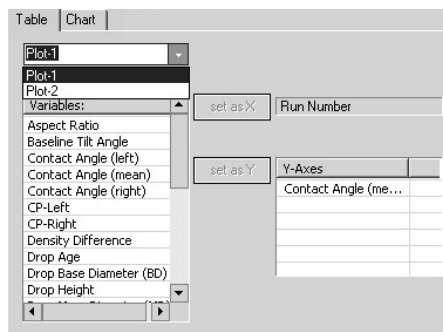 Table Chart
Plot-1
Plot-1
Plot-2
Variables:
Aspect Ratio
Baseline Tilt Angle
Contact Angle (left)
Contact Angle (mean)
Contact Angle (right)
CP-Left
CP-Right
Density Difference
Drop Age
Drop Base Diameter (BD)
Drop Height
set as X Run Number
set as Y Y-Axes
Contact Angle (me...